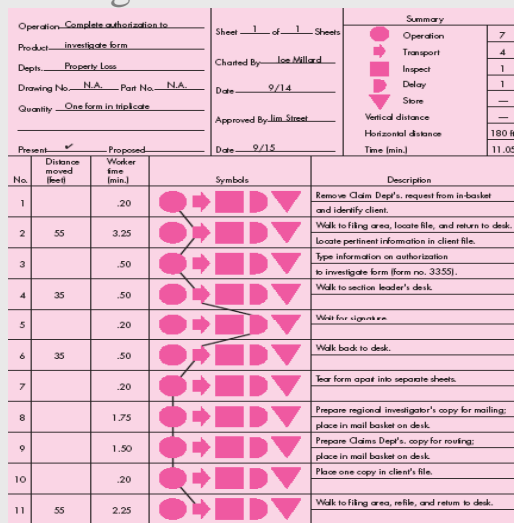 Operation Complete authorization to
Product investigate form
Depts. Property Loss
Drawing No. N.A. Part No. N.A.
Quantity One form in triplicate
Present ✓ Proposed
Sheet 1 of 1 Sheets
Charted By Joe Millard
Date 9/14
Approved By Jim Street
Date 9/15
Summary
Operation 7
Transport 4
Inspect 1
Delay 1
Store —
Vertical distance —
Horizontal distance 180
Time (min.) 11.05
No. Distance moved (feet) Worker time (min.) Symbols Description
1 .20 Remove Claim Dept's. request from in-basket
and identify client.
2 55 3.25 Walk to filing area, locate file, and return to desk.
Locate pertinent information in client file.
3 .50 Type information on authorization
to investigate form (form no. 3355).
4 35 .50 Walk to section leader's desk.
5 .20 Wait for signature.
6 35 .50 Walk back to desk.
7 .20 Tear form apart into separate sheets.
8 1.75 Prepare regional investigator's copy for mailing;
place in mail basket on desk.
9 1.50 Prepare Claims Dept's. copy for routing;
place in mail basket on desk.
10 .20 Place one copy in client's file.
11 55 2.25 Walk to filing area, refile, and return to desk.